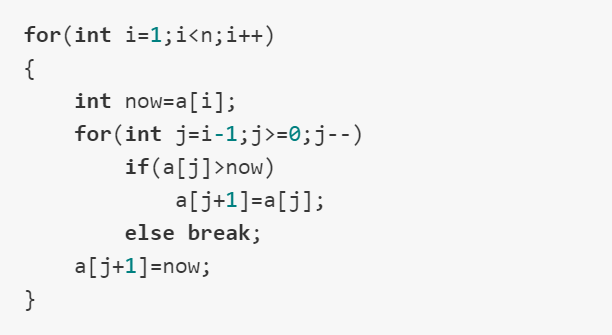 for(int i=1;i<n;i++)
{
    int now=a[i];
    for(int j=i-1;j>=0;j--)
        if(a[j]>now)
            a[j+1]=a[j];
        else break;
    a[j+1]=now;
}